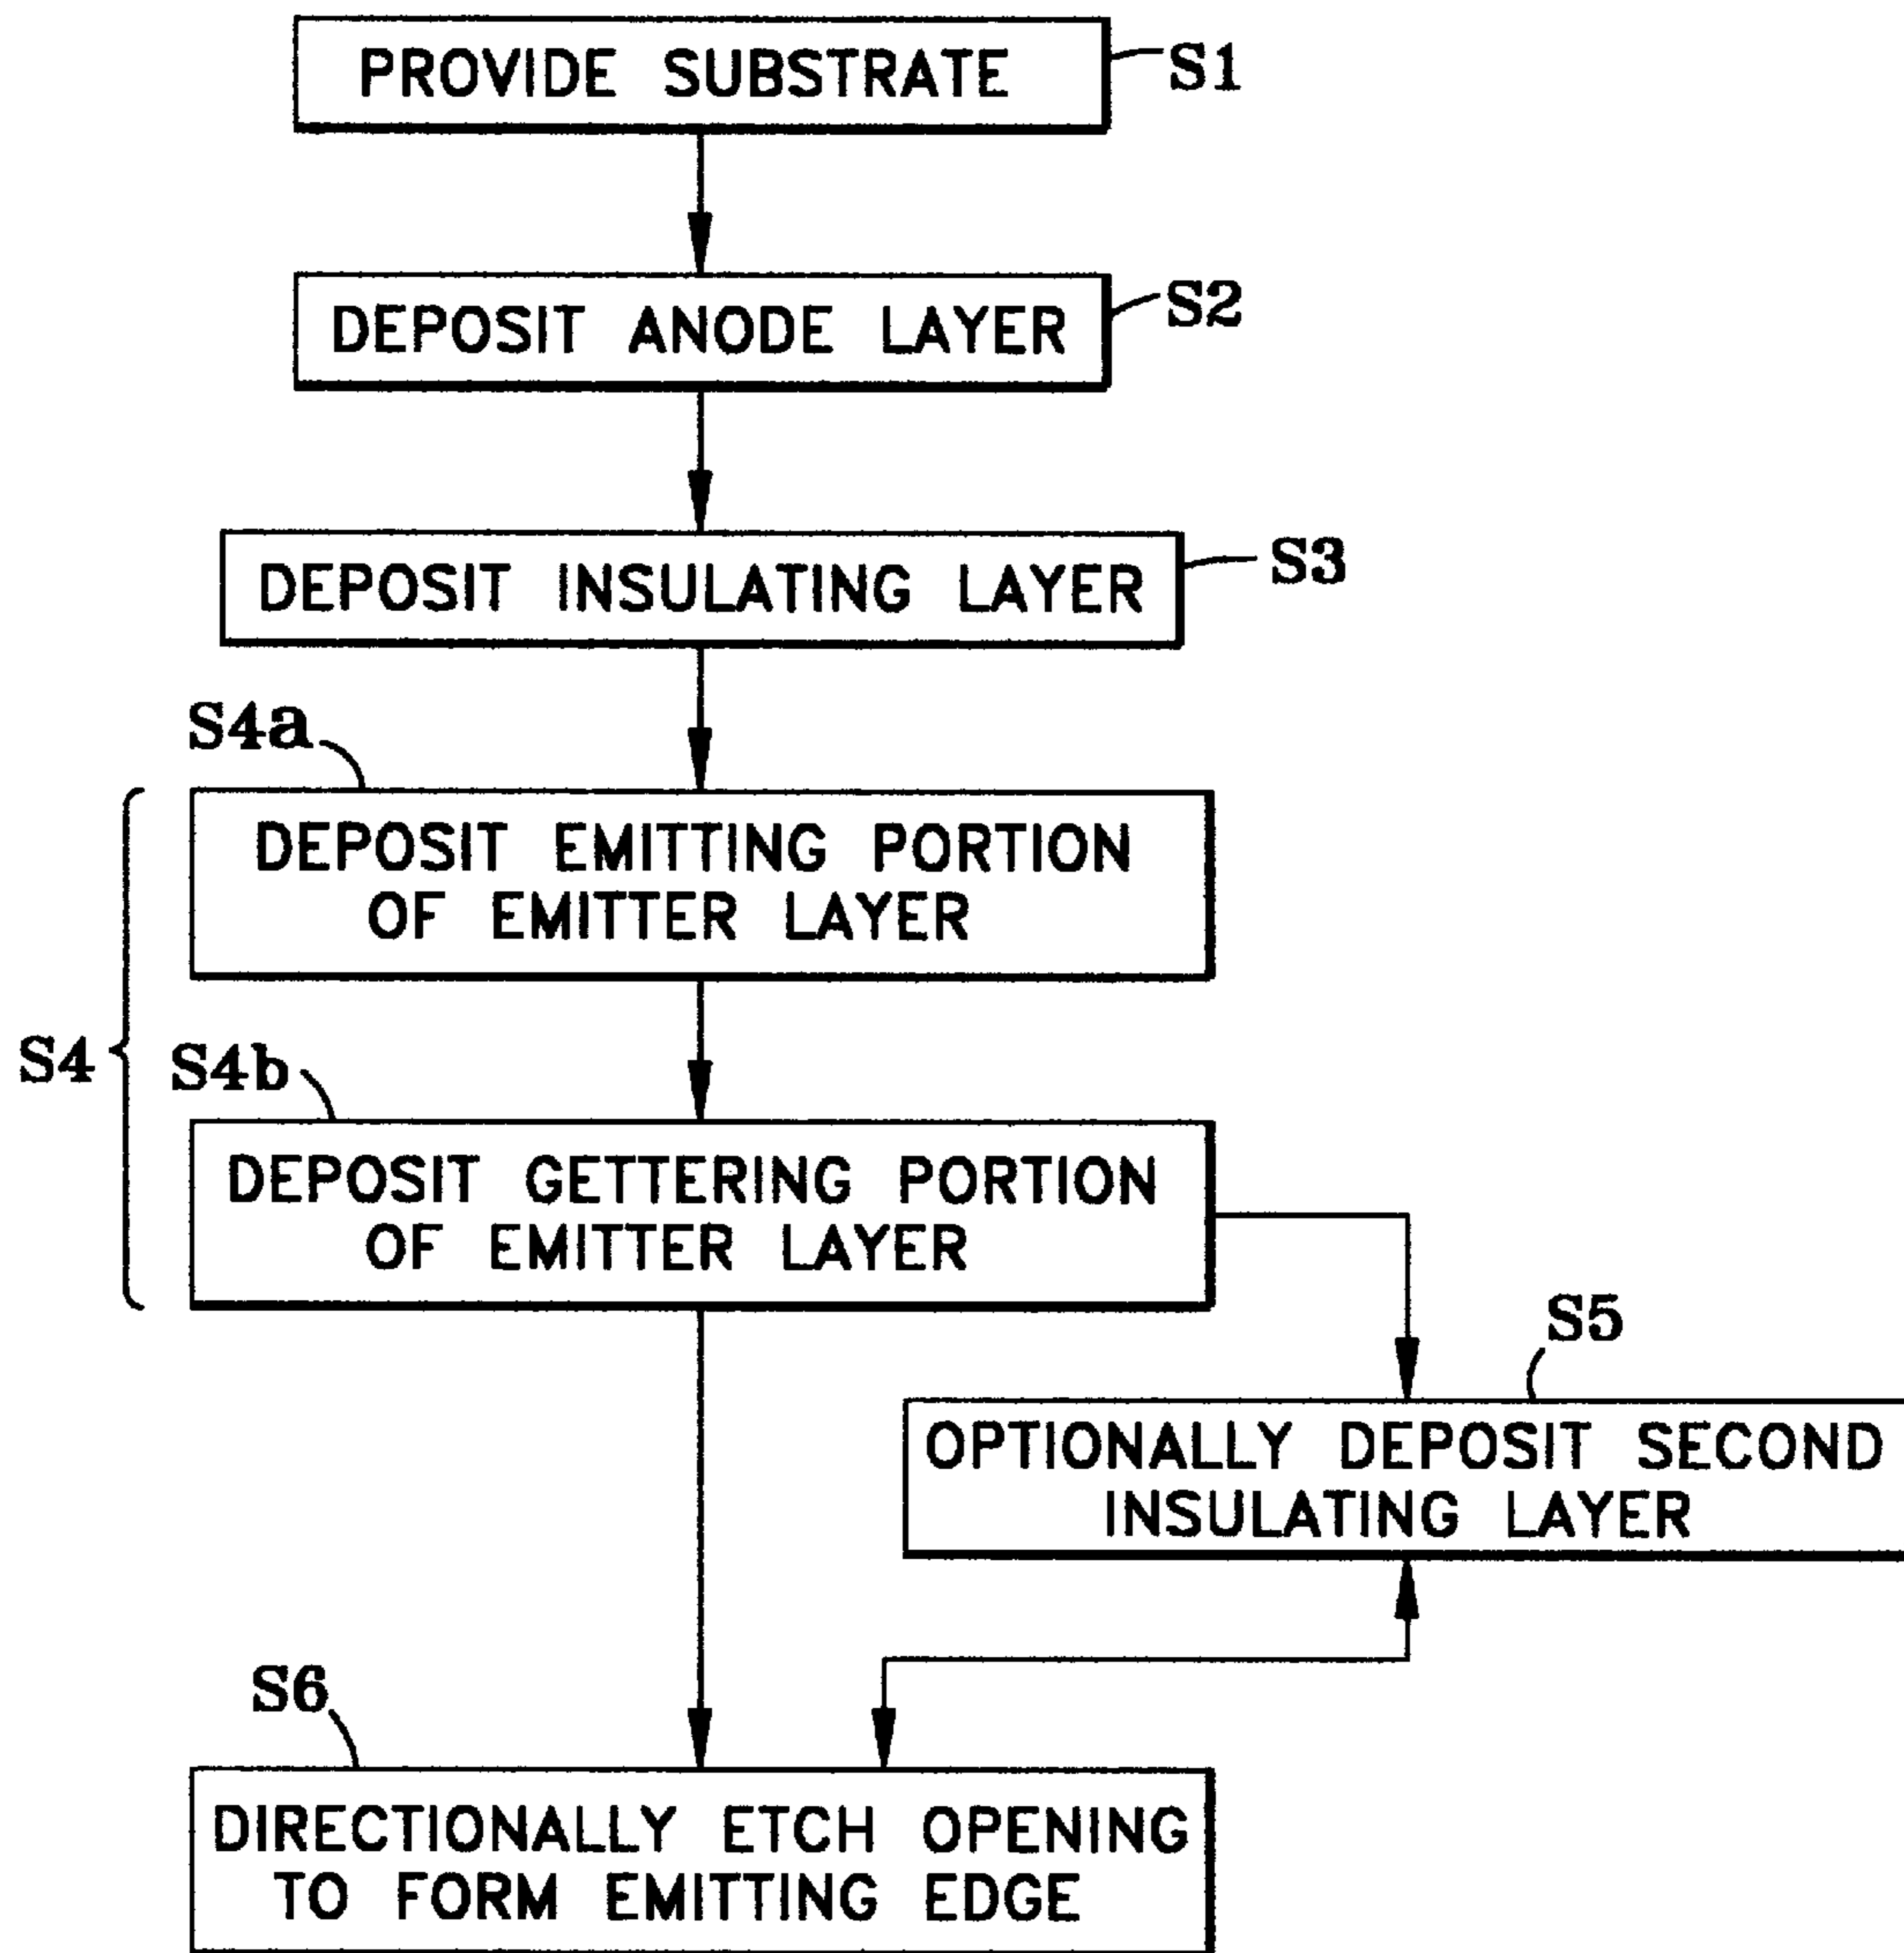 PROVIDE SUBSTRATE
S1
DEPOSIT ANODE LAYER
S2
DEPOSIT INSULATING LAYER
S3
S4a
DEPOSIT EMITTING PORTION
OF EMITTER LAYER
S4
S4b
DEPOSIT GETTERING PORTION
OF EMITTER LAYER
S5
OPTIONALLY DEPOSIT SECOND
INSULATING LAYER
S6
DIRECTIONALLY ETCH OPENING
TO FORM EMITTING EDGE